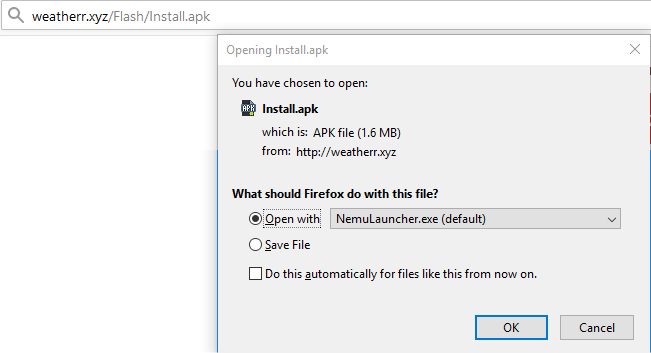 weatherr.xyz/Flash/Install.apk
Opening Install.apk
You have chosen to open:
APK
Install.apk
which is: APK file (1.6 MB)
from: http://weatherr.xyz
What should Firefox do with this file?
Open with NemuLauncher.exe (default)
Save File
Do this automatically for files like this from now on.
OK Cancel